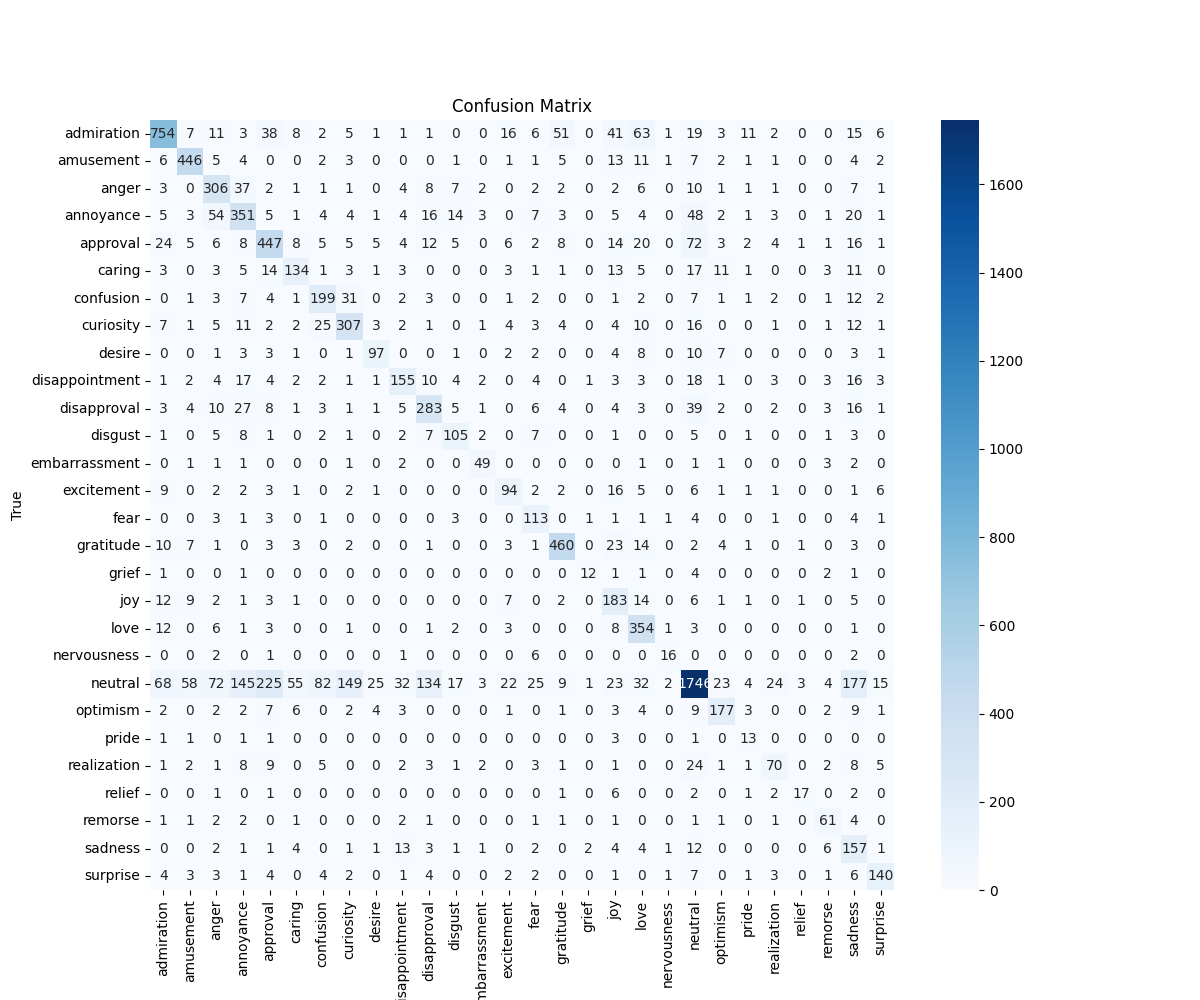 Confusion Matrix
admiration 754 7 11 3 38 8 2 5 1 1 1 0 0 16 6 51 0 41 63 1 19 3 11 2 0 0 15 6
amusement 6 446 5 4 0 0 2 3 0 0 0 1 0 1 1 5 0 13 11 1 7 2 1 1 0 0 4 2
anger 3 0 306 37 2 1 1 1 0 4 8 7 2 0 2 2 0 2 6 0 10 1 1 1 0 0 7 1
annoyance 5 3 54 351 5 1 4 4 1 4 16 14 3 0 7 3 0 5 4 0 48 2 1 3 0 1 20 1
approval 24 5 6 8 447 8 5 5 5 4 12 5 0 6 2 8 0 14 20 0 72 3 2 4 1 1 16 1
caring 3 0 3 5 14 134 1 3 1 3 0 0 0 3 1 1 0 13 5 0 17 11 1 0 0 3 11 0
confusion 0 1 3 7 4 1 199 31 0 2 3 0 0 1 2 0 0 1 2 0 7 1 1 2 0 1 12 2
curiosity 7 1 5 11 2 2 25 307 3 2 1 0 1 4 3 4 0 4 10 0 16 0 0 1 0 1 12 1
desire 0 0 1 3 3 1 0 1 97 0 0 1 0 2 2 0 0 4 8 0 10 7 0 0 0 0 3 1
disappointment 1 2 4 17 4 2 2 1 1 155 10 4 2 0 4 0 1 3 3 0 18 1 0 3 0 3 16 3
disapproval 3 4 10 27 8 1 3 1 1 5 283 5 1 0 6 4 0 4 3 0 39 2 0 2 0 3 16 1
disgust 1 0 5 8 1 0 2 1 0 2 7 105 2 0 7 0 0 1 0 0 5 0 1 0 0 1 3 0
embarrassment 0 1 1 1 0 0 0 1 0 2 0 0 49 0 0 0 0 0 1 0 1 1 0 0 0 3 2 0
excitement 9 0 2 2 3 1 0 2 1 0 0 0 0 94 2 2 0 16 5 0 6 1 1 1 0 0 1 6
fear 0 0 3 1 3 0 1 0 0 0 0 3 0 0 113 0 1 1 1 1 4 0 0 1 0 0 4 1
gratitude 10 7 1 0 3 3 0 2 0 0 1 0 0 3 1 460 0 23 14 0 2 4 1 0 1 0 3 0
grief 1 0 0 1 0 0 0 0 0 0 0 0 0 0 0 0 12 1 1 0 4 0 0 0 0 2 1 0
joy 12 9 2 1 3 1 0 0 0 0 0 0 0 7 0 2 0 183 14 0 6 1 1 0 1 0 5 0
love 12 0 6 1 3 0 0 1 0 0 1 2 0 3 0 0 0 8 354 1 3 0 0 0 0 0 1 0
nervousness 0 0 2 0 1 0 0 0 0 1 0 0 0 0 6 0 0 0 0 16 0 0 0 0 0 0 2 0
neutral 68 58 72 145 225 55 82 149 25 32 134 17 3 22 25 9 1 23 32 2 1746 23 4 24 3 4 177 15
optimism 2 0 2 2 7 6 0 2 4 3 0 0 0 1 0 1 0 3 4 0 9 177 3 0 0 2 9 1
pride 1 1 0 1 1 0 0 0 0 0 0 0 0 0 0 0 0 3 0 0 1 0 13 0 0 0 0 0
realization 1 2 1 8 9 0 5 0 0 2 3 1 2 0 3 1 0 1 0 0 24 1 1 70 0 2 8 5
relief 0 0 1 0 1 0 0 0 0 0 0 0 0 0 0 1 0 6 0 0 2 0 1 2 17 0 2 0
remorse 1 1 2 2 0 1 0 0 0 2 1 0 0 0 1 1 0 1 0 0 1 1 0 1 0 61 4 0
sadness 0 0 2 1 1 4 0 1 1 13 3 1 1 0 2 0 2 4 4 1 12 0 0 0 0 6 157 1
surprise 4 3 3 1 4 0 4 2 0 1 4 0 0 2 2 0 0 1 0 1 7 0 1 3 0 1 6 140
True
admiration
amusement
anger
annoyance
approval
caring
confusion
curiosity
desire
isappointment
disapproval
disgust
mbarrassment
excitement
fear
gratitude
grief
joy
love
nervousness
neutral
optimism
pride
realization
relief
remorse
sadness
surprise
1600
1400
1200
1000
800
600
400
200
0